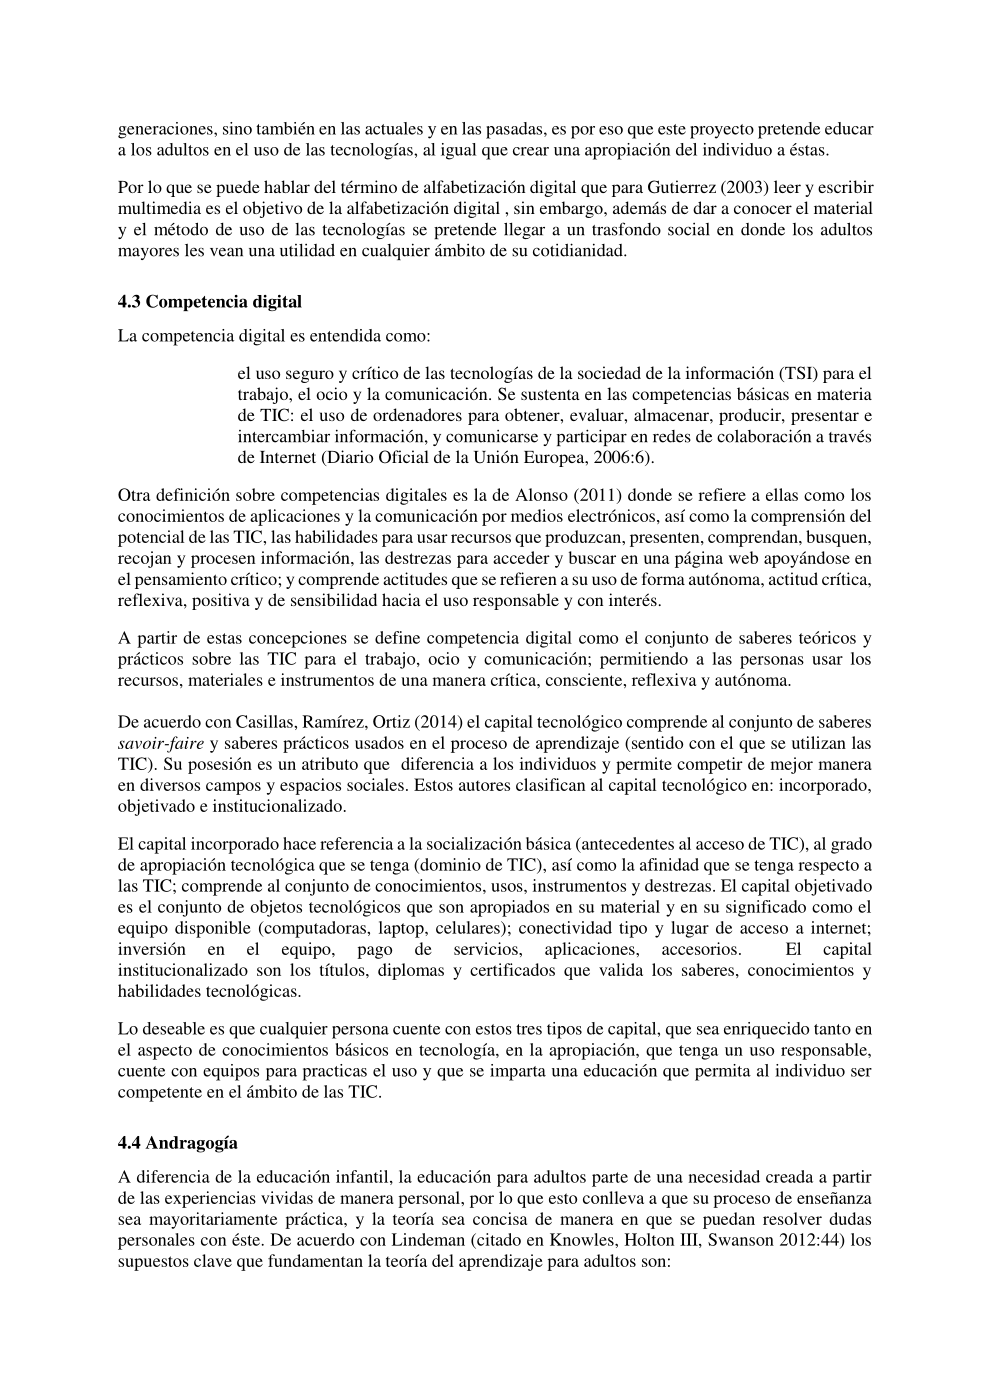 generaciones, sino también en las actuales y en las pasadas, es por eso que este proyecto pretende educar
a los adultos en el uso de las tecnologías, al igual que crear una apropiación del individuo a éstas.
Por lo que se puede hablar del término de alfabetización digital que para Gutierrez (2003) leer y escribir
multimedia es el objetivo de la alfabetización digital , sin embargo, además de dar a conocer el material
y el método de uso de las tecnologías se pretende llegar a un trasfondo social en donde los adultos
mayores les vean una utilidad en cualquier ámbito de su cotidianidad.
4.3 Competencia digital
La competencia digital es entendida como:
el uso seguro y crítico de las tecnologías de la sociedad de la información (TSI) para el
trabajo, el ocio y la comunicación. Se sustenta en las competencias básicas en materia
de TIC: el uso de ordenadores para obtener, evaluar, almacenar, producir, presentar e
intercambiar información, y comunicarse y participar en redes de colaboración a través
de Internet (Diario Oficial de la Unión Europea, 2006:6).
Otra definición sobre competencias digitales es la de Alonso (2011) donde se refiere a ellas como los
conocimientos de aplicaciones y la comunicación por medios electrónicos, así como la comprensión del
potencial de las TIC, las habilidades para usar recursos que produzcan, presenten, comprendan, busquen,
recojan y procesen información, las destrezas para acceder y buscar en una página web apoyándose en
el pensamiento crítico; y comprende actitudes que se refieren a su uso de forma autónoma, actitud crítica,
reflexiva, positiva y de sensibilidad hacia el uso responsable y con interés.
A partir de estas concepciones se define competencia digital como el conjunto de saberes teóricos y
prácticos sobre las TIC para el trabajo, ocio y comunicación; permitiendo a las personas usar los
recursos, materiales e instrumentos de una manera crítica, consciente, reflexiva y autónoma.
De acuerdo con Casillas, Ramírez, Ortiz (2014) el capital tecnológico comprende al conjunto de saberes
savoir-faire y saberes prácticos usados en el proceso de aprendizaje (sentido con el que se utilizan las
TIC). Su posesión es un atributo que  diferencia a los individuos y permite competir de mejor manera
en diversos campos y espacios sociales. Estos autores clasifican al capital tecnológico en: incorporado,
objetivado e institucionalizado.
El capital incorporado hace referencia a la socialización básica (antecedentes al acceso de TIC), al grado
de apropiación tecnológica que se tenga (dominio de TIC), así como la afinidad que se tenga respecto a
las TIC; comprende al conjunto de conocimientos, usos, instrumentos y destrezas. El capital objetivado
es el conjunto de objetos tecnológicos que son apropiados en su material y en su significado como el
equipo disponible (computadoras, laptop, celulares); conectividad tipo y lugar de acceso a internet;
inversión en el equipo, pago de servicios, aplicaciones, accesorios.  El capital
institucionalizado son los títulos, diplomas y certificados que valida los saberes, conocimientos y
habilidades tecnológicas.
Lo deseable es que cualquier persona cuente con estos tres tipos de capital, que sea enriquecido tanto en
el aspecto de conocimientos básicos en tecnología, en la apropiación, que tenga un uso responsable,
cuente con equipos para practicas el uso y que se imparta una educación que permita al individuo ser
competente en el ámbito de las TIC.
4.4 Andragogía
A diferencia de la educación infantil, la educación para adultos parte de una necesidad creada a partir
de las experiencias vividas de manera personal, por lo que esto conlleva a que su proceso de enseñanza
sea mayoritariamente práctica, y la teoría sea concisa de manera en que se puedan resolver dudas
personales con éste. De acuerdo con Lindeman (citado en Knowles, Holton III, Swanson 2012:44) los
supuestos clave que fundamentan la teoría del aprendizaje para adultos son: